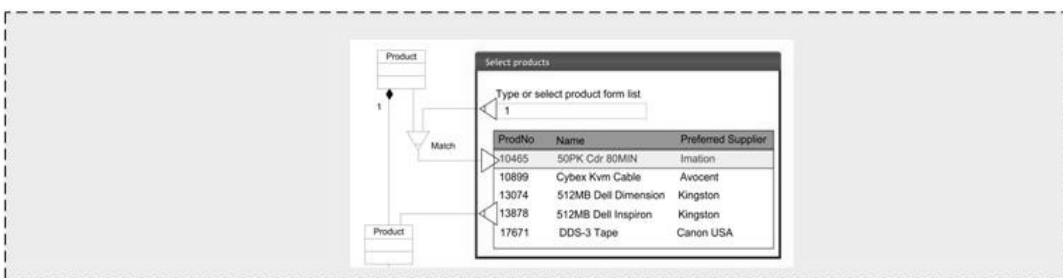 Product
Select products
Type or select product form list
1
1
Match
ProdNo Name Preferred Supplier
10465 50PK Cdr 80MIN Imation
10899 Cybex Kvm Cable Avocent
13074 512MB Dell Dimension Kingston
13878 512MB Dell Inspiron Kingston
17671 DDS-3 Tape Canon USA
Product